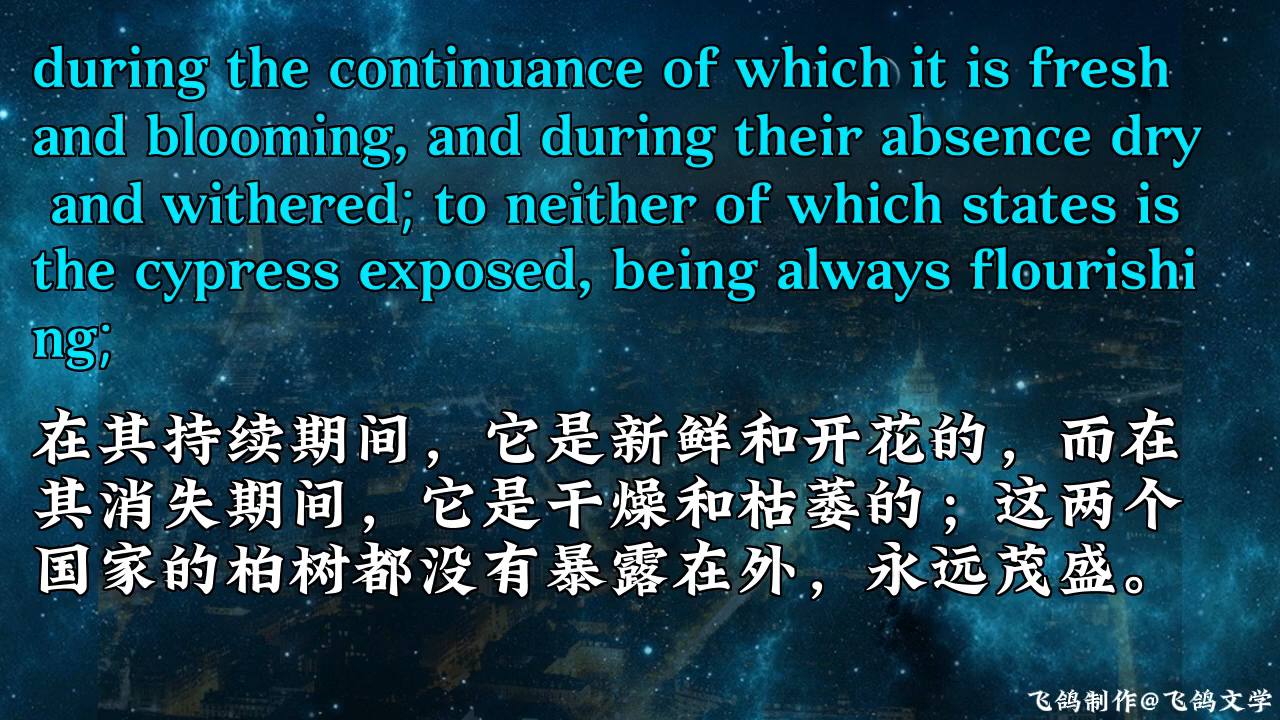 during the continuance of which it is fresh
and blooming, and during their absence dry
and withered; to neither of which states is
the cypress exposed, being always flourishi
ng;
在其持续期间，它是新鲜和开花的，而在
其消失期间，它是干燥和枯萎的；这两个
国家的柏树都没有暴露在外，永远茂盛。
飞鸽制作@飞鸽文学